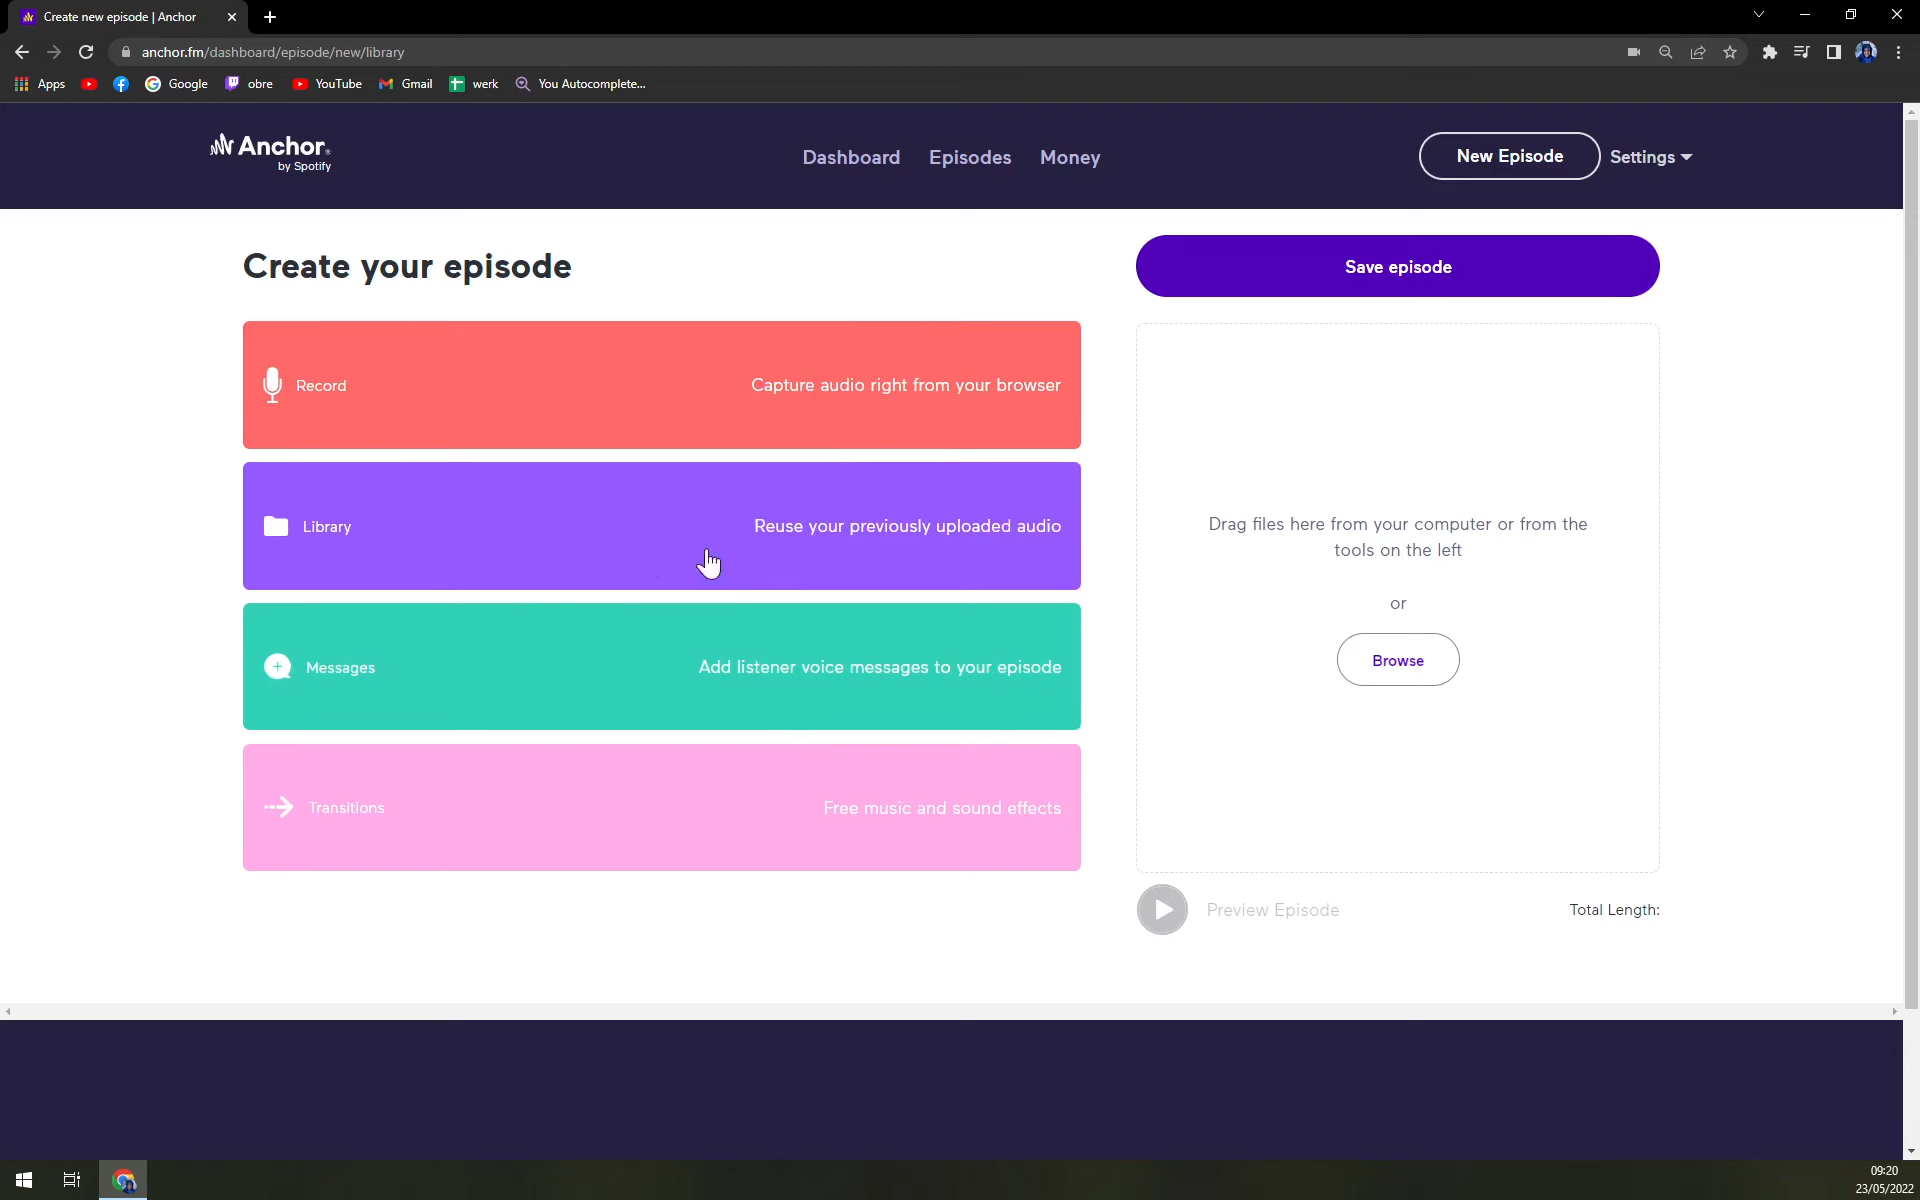 Create new episode | Anchor
anchor.fm/dashboard/episode/new/library
Apps
Google
obre
YouTube
Gmail
werk
You Autocomplete...
Anchor
by Spotify
Dashboard
Episodes
Money
New Episode
Settings
Create your episode
Save episode
Record
Capture audio right from your browser
Library
Reuse your previously uploaded audio
Messages
Add listener voice messages to your episode
Transitions
Free music and sound effects
Drag files here from your computer or from the
tools on the left
or
Browse
Preview Episode
Total Length:
09:20
23/05/2022